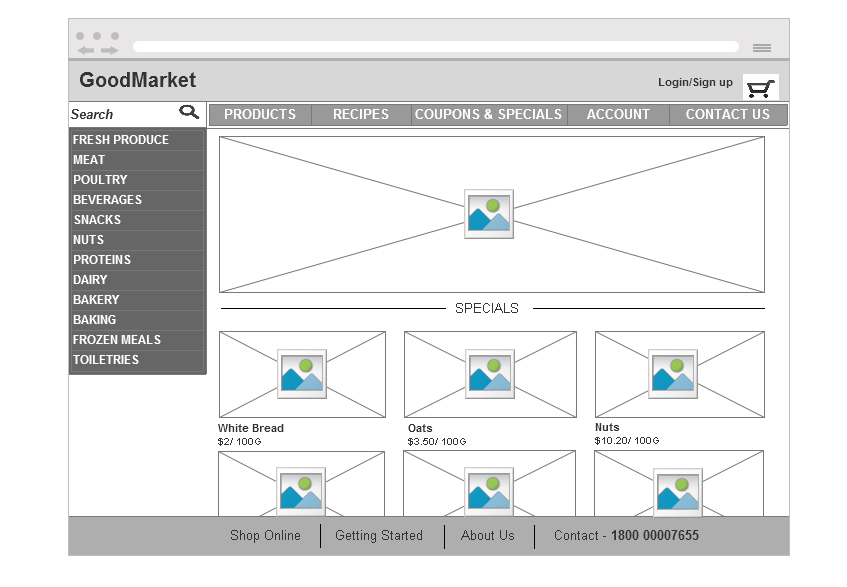 GoodMarket
Login/Sign up
Search
PRODUCTS RECIPES COUPONS & SPECIALS ACCOUNT CONTACT US
FRESH PRODUCE
MEAT
POULTRY
BEVERAGES
SNACKS
NUTS
PROTEINS
DAIRY
BAKERY
BAKING
FROZEN MEALS
TOILETRIES
SPECIALS
White Bread
$2/ 100G
Oats
$3.50/ 100G
Nuts
$10.20/ 100G
Shop Online Getting Started About Us Contact - 1800 00007655